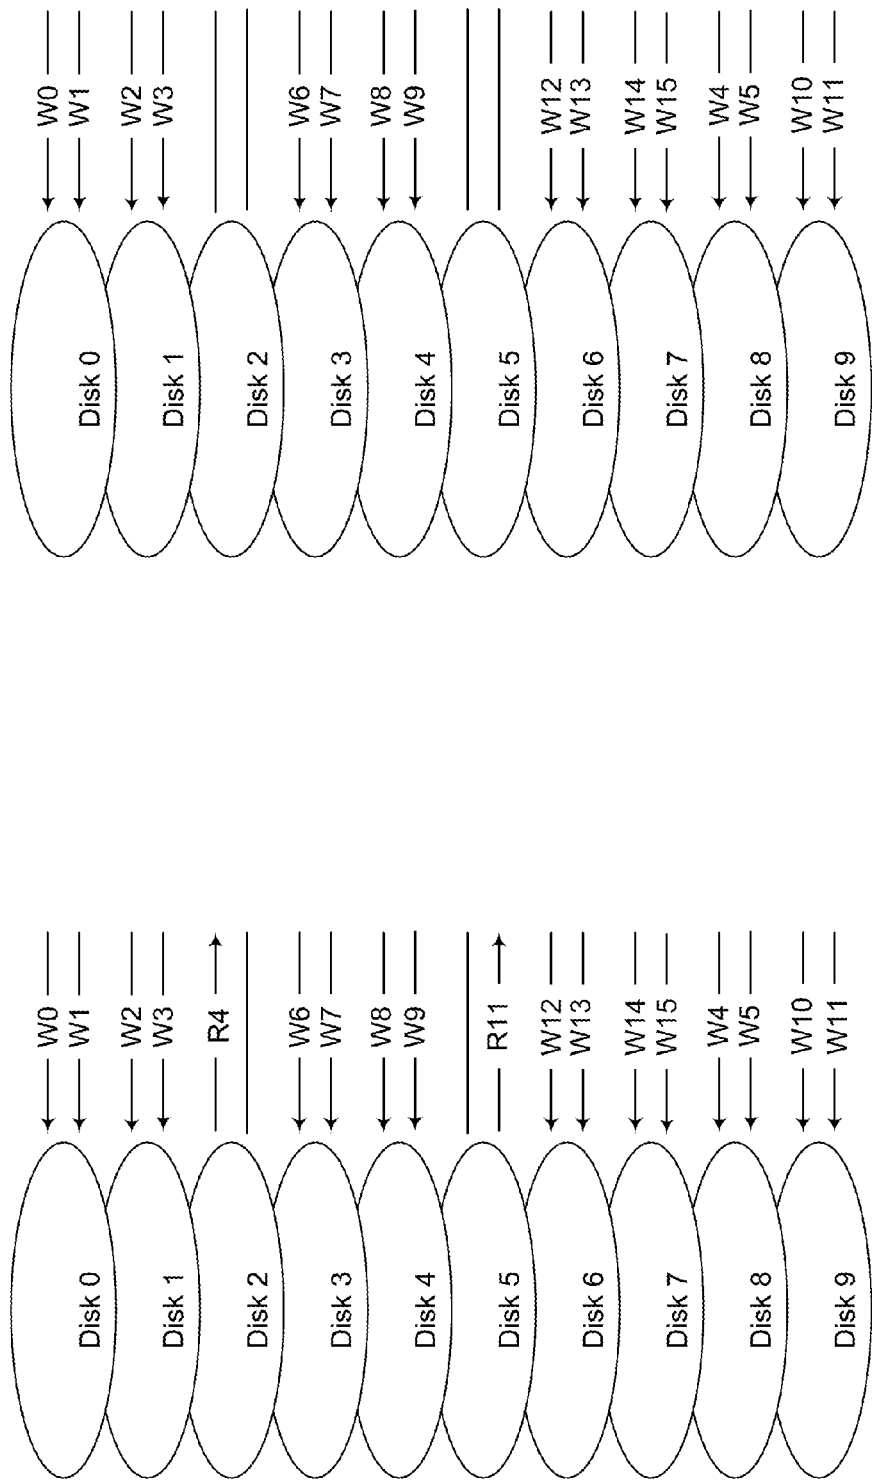 W0
W1
W2
W3
W6
W7
W8
W9
W12
W13
W14
W15
W4
W5
W10
W11
Disk 0
Disk 1
Disk 2
Disk 3
Disk 4
Disk 5
Disk 6
Disk 7
Disk 8
Disk 9
W0
W1
W2
W3
R4
W6
W7
W8
W9
R11
W12
W13
W14
W15
W4
W5
W10
W11
Disk 0
Disk 1
Disk 2
Disk 3
Disk 4
Disk 5
Disk 6
Disk 7
Disk 8
Disk 9